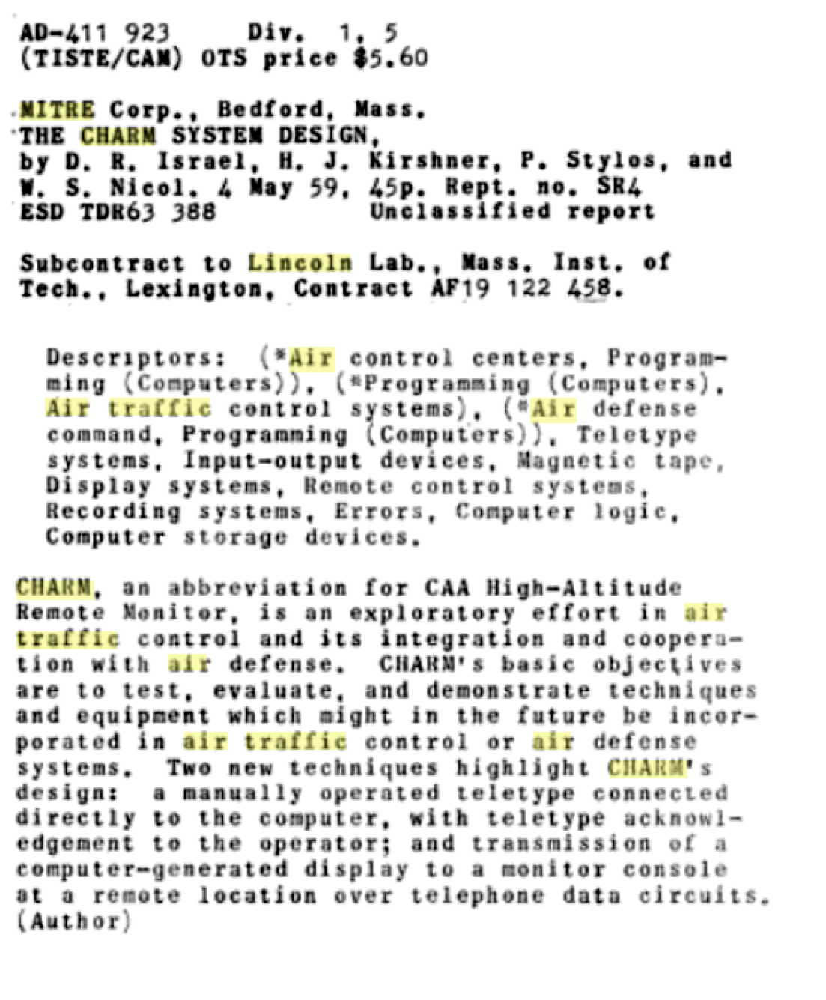 AD-411 923 Div. 1, 5
(TISTE/CAM) OTS price $5.60
MITRE Corp., Bedford, Mass.
THE CHARM SYSTEM DESIGN,
by D. R. Israel, H. J. Kirshner, P. Stylos, and
W. S. Nicol. 4 May 59, 45p. Rept. no. SR4
ESD TDR63 388 Unclassified report
Subcontract to Lincoln Lab., Mass. Inst. of
Tech., Lexington, Contract AF19 122 458.
Descriptors: (*Air control centers, Program-
ming (Computers)), (*Programming (Computers),
Air traffic control systems), (*Air defense
command, Programming (Computers)), Teletype
systems, Input-output devices, Magnetic tape,
Display systems, Remote control systems,
Recording systems, Errors, Computer logic,
Computer storage devices.
CHARM, an abbreviation for CAA High-Altitude
Remote Monitor, is an exploratory effort in air
traffic control and its integration and coopera-
tion with air defense. CHARM's basic objectives
are to test, evaluate, and demonstrate techniques
and equipment which might in the future be incor-
porated in air traffic control or air defense
systems. Two new techniques highlight CHARM's
design: a manually operated teletype connected
directly to the computer, with teletype acknowl-
edgement to the operator; and transmission of a
computer-generated display to a monitor console
at a remote location over telephone data circuits.
(Author)